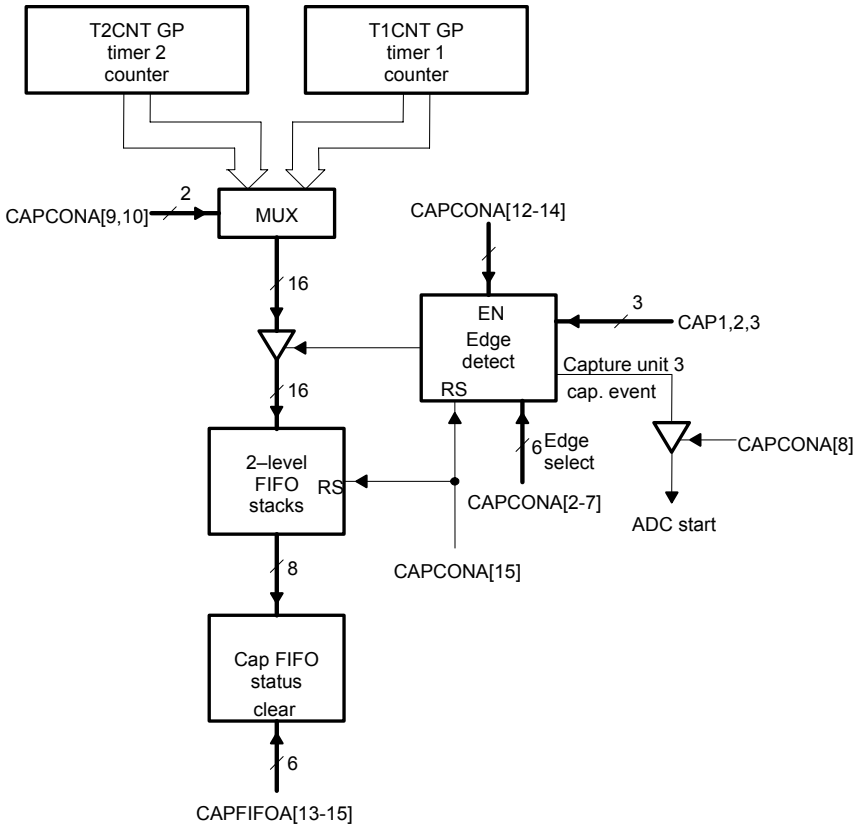 T2CNT GP
timer 2
counter
T1CNT GP
timer 1
counter
2
CAPCONA[9,10]
MUX
CAPCONA[12-14]
16
EN
Edge
detect
RS
3
CAP1,2,3
Capture unit 3
cap. event
16
6
Edge
select
CAPCONA[8]
2–level
FIFO
stacks
RS
CAPCONA[2-7]
ADC start
CAPCONA[15]
8
Cap FIFO
status
clear
6
CAPFIFOA[13-15]